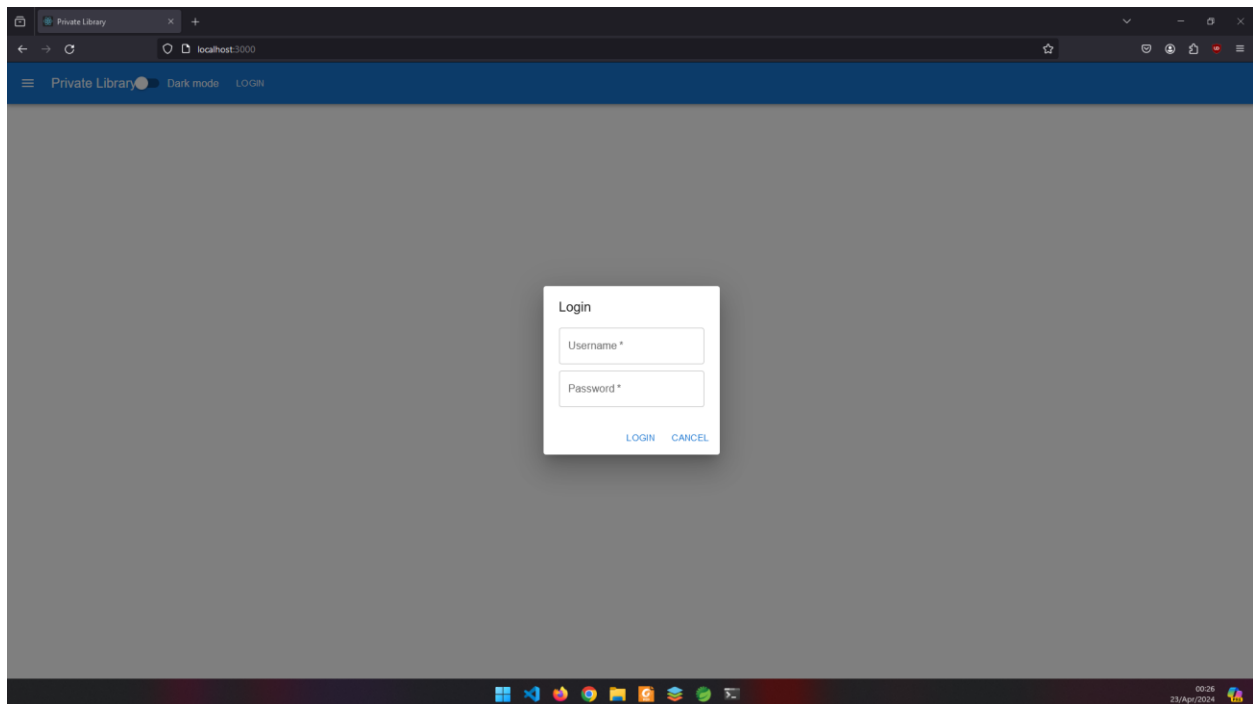 Private Library
localhost:3000
Private Library Dark mode LOGIN
Login
Username *
Password *
LOGIN CANCEL
00:26
23/Apr/2024